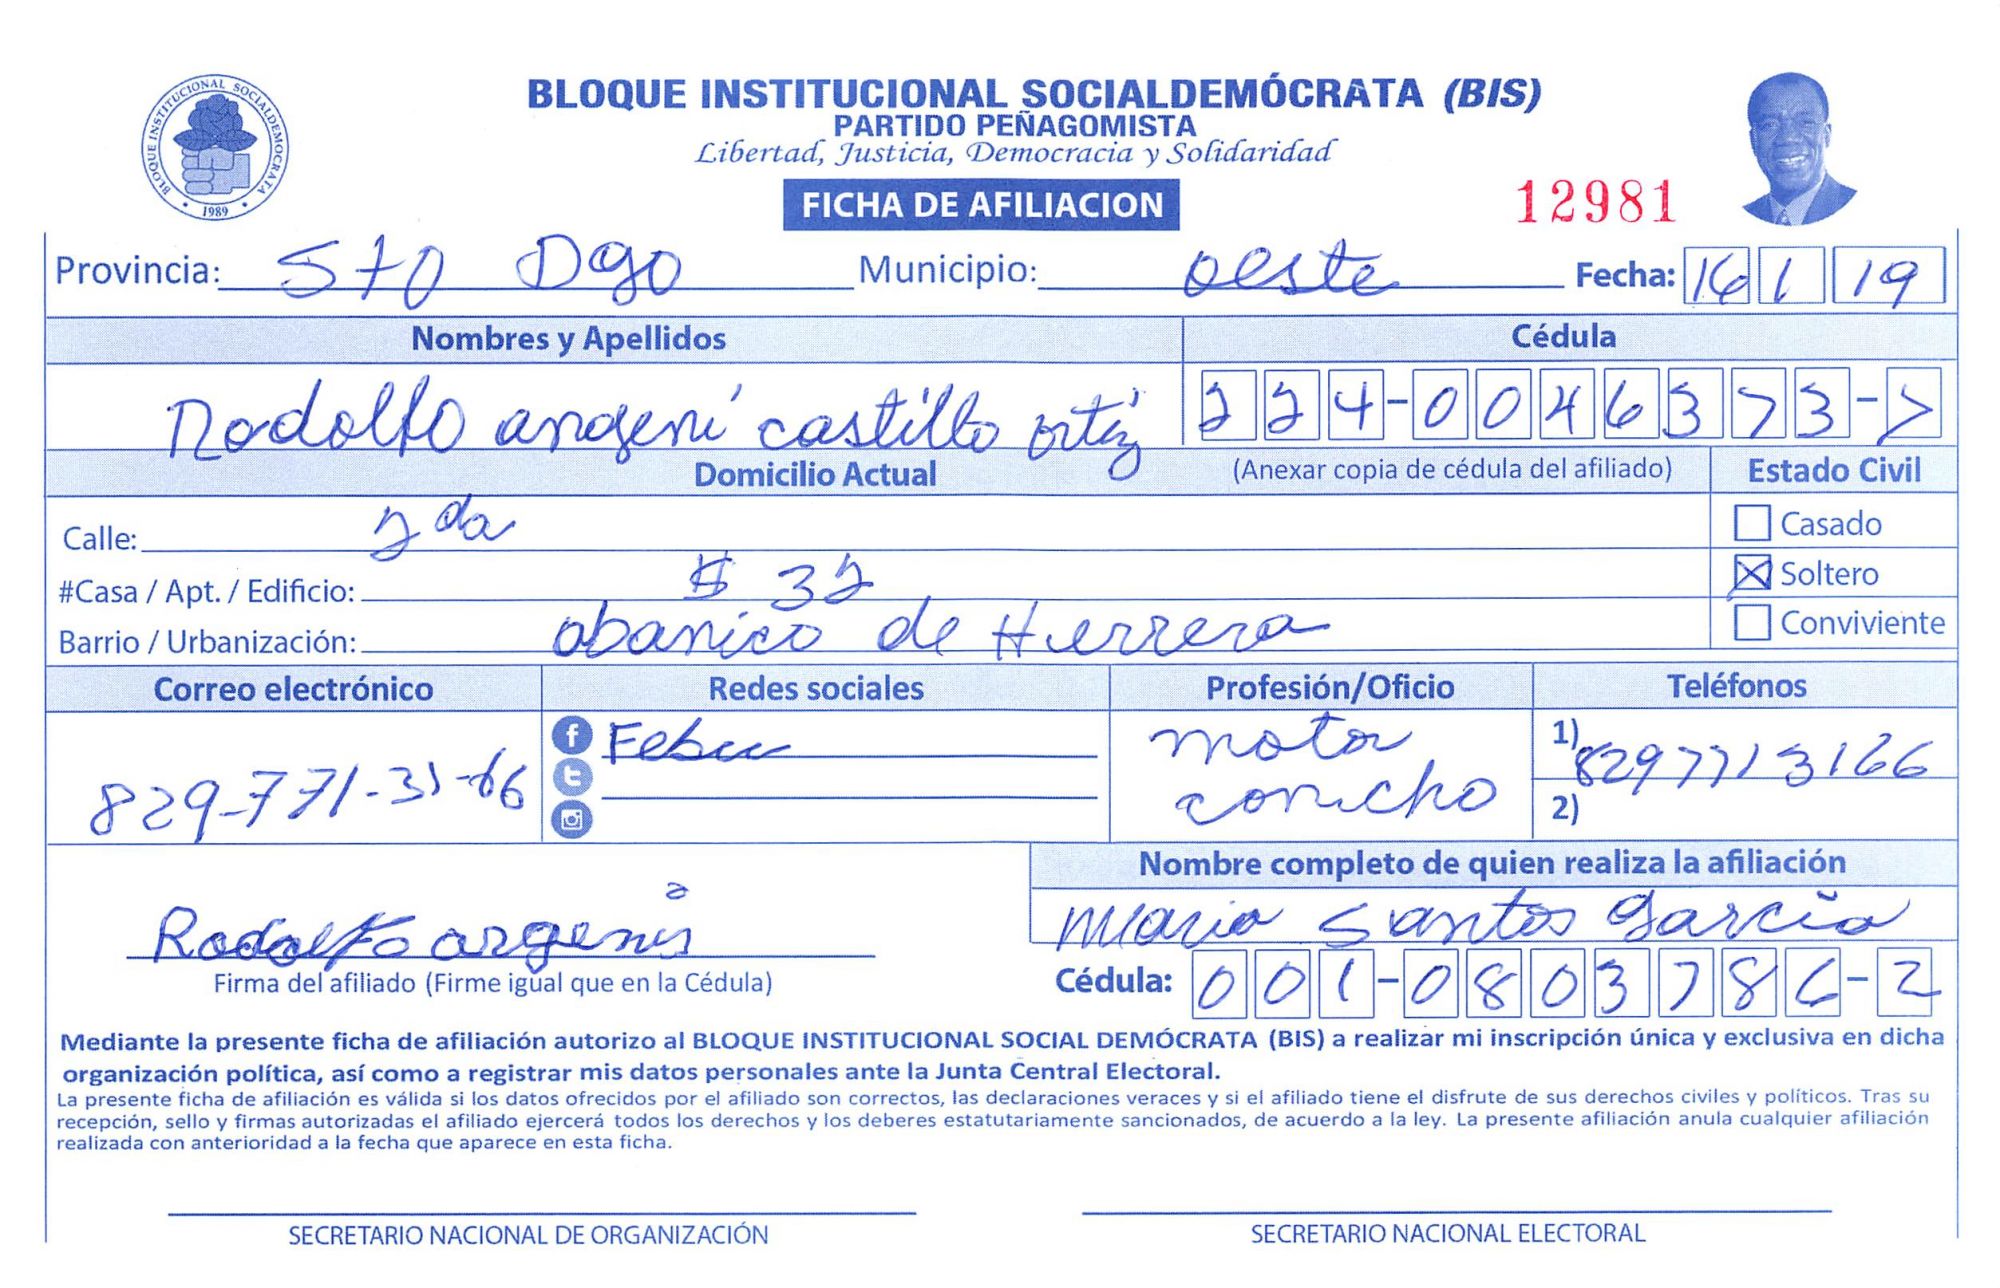 BLOQUE INSTITUCIONAL SOCIALDEMOCRATA
1989
BLOQUE INSTITUCIONAL SOCIALDEMÓCRATA (BIS)
PARTIDO PEÑAGOMISTA
Libertad, Justicia, Democracia y Solidaridad
FICHA DE AFILIACION
12981
Provincia: Sto Dgo Municipio: oeste Fecha: 16 1 19
Nombres y Apellidos Cédula
Rodolfo angeni castillo ortiz 224-0046373-7
Domicilio Actual (Anexar copia de cédula del afiliado) Estado Civil
Calle: 2da Casado
#Casa / Apt. / Edificio: # 32 Soltero
Barrio / Urbanización: abanico de Herrera Conviviente
Correo electrónico Redes sociales Profesión/Oficio Teléfonos
829-771-31-66 Febu moto concho 1) 8297713166
2)
Nombre completo de quien realiza la afiliación
Rodolfo argenis Mario Santos Garcia
Firma del afiliado (Firme igual que en la Cédula) Cédula: 001-0803786-2
Mediante la presente ficha de afiliación autorizo al BLOQUE INSTITUCIONAL SOCIAL DEMÓCRATA (BIS) a realizar mi inscripción única y exclusiva en dicha
organización política, así como a registrar mis datos personales ante la Junta Central Electoral.
La presente ficha de afiliación es válida si los datos ofrecidos por el afiliado son correctos, las declaraciones veraces y si el afiliado tiene el disfrute de sus derechos civiles y políticos. Tras su
recepción, sello y firmas autorizadas el afiliado ejercerá todos los derechos y los deberes estatutariamente sancionados, de acuerdo a la ley. La presente afiliación anula cualquier afiliación
realizada con anterioridad a la fecha que aparece en esta ficha.
SECRETARIO NACIONAL DE ORGANIZACIÓN SECRETARIO NACIONAL ELECTORAL